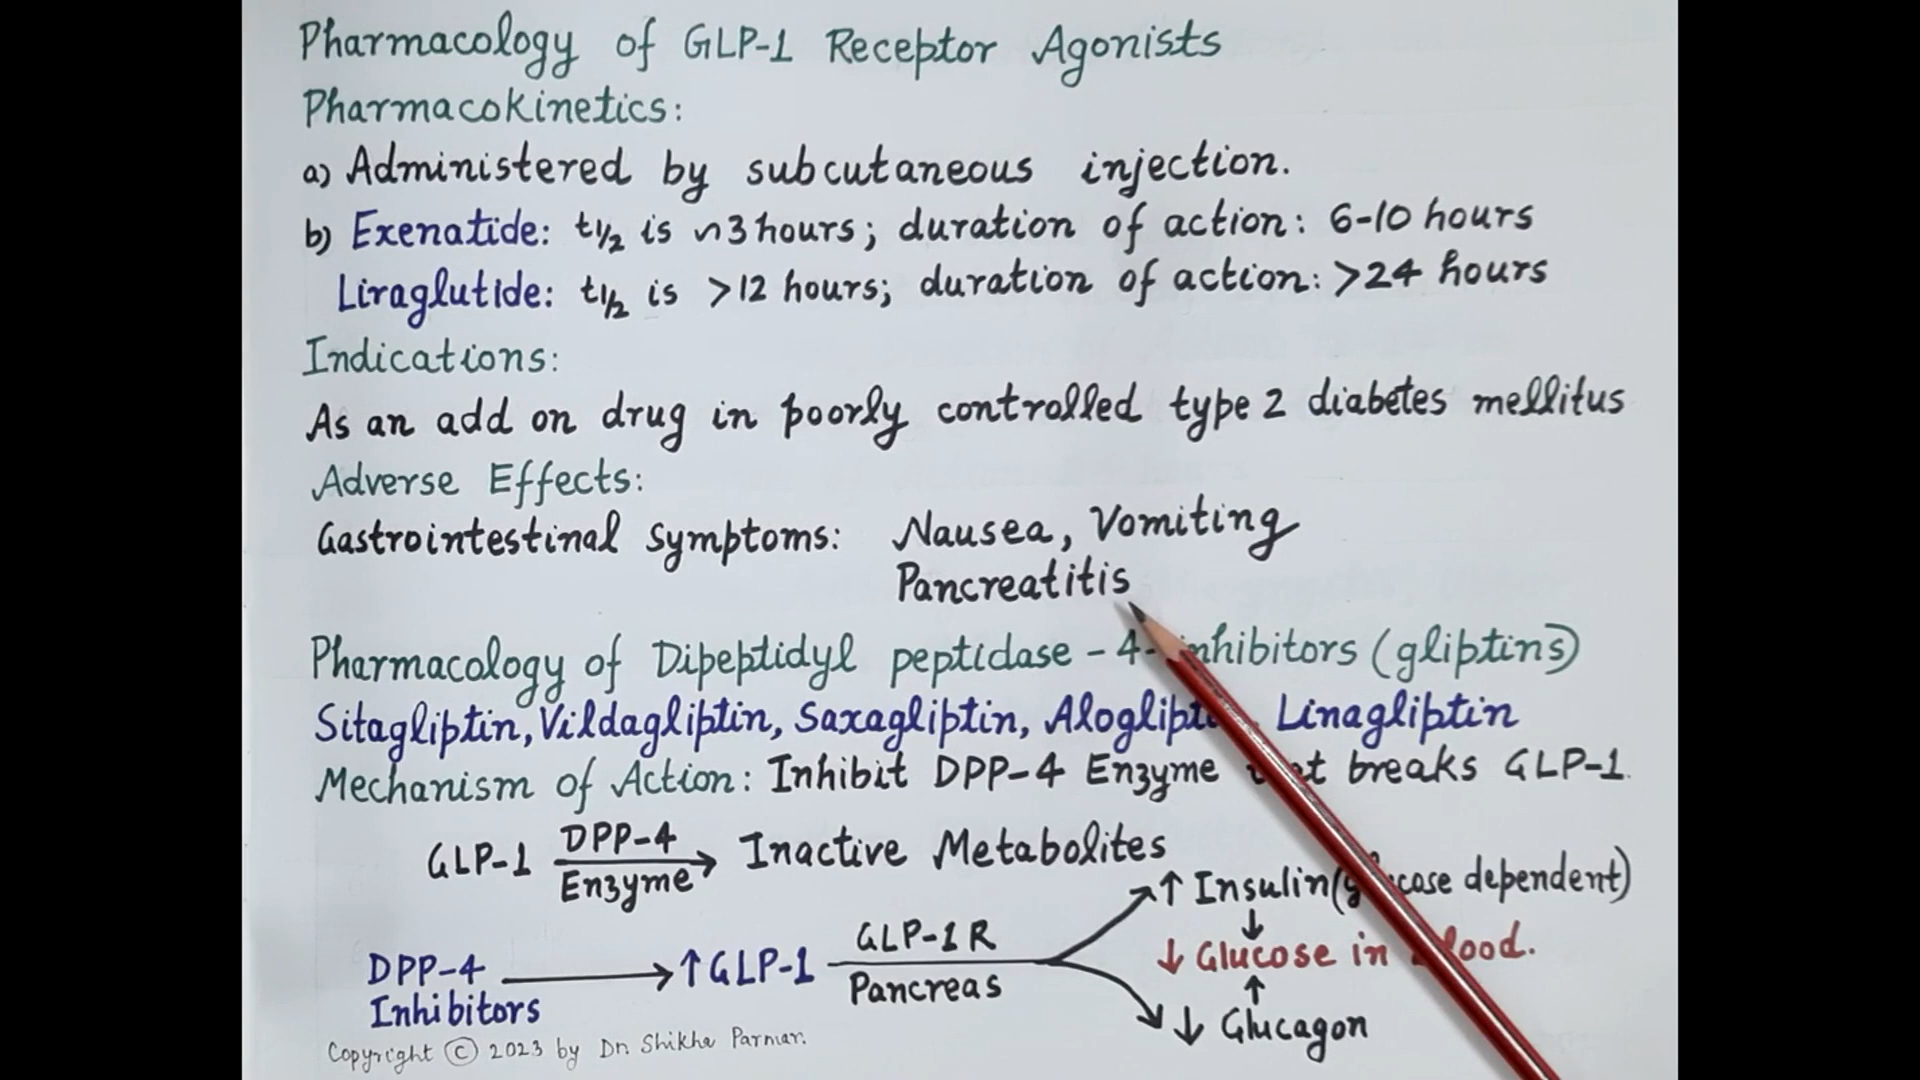 Pharmacology of GLP-1 Receptor Agonists
Pharmacokinetics:
a) Administered by subcutaneous injection.
b) Exenatide: t1/2 is ~3 hours; duration of action: 6-10 hours
Liraglutide: t1/2 is >12 hours; duration of action: >24 hours
Indications:
As an add on drug in poorly controlled type 2 diabetes mellitus
Adverse Effects:
Gastrointestinal Symptoms: Nausea, Vomiting
Pancreatitis
Pharmacology of Dipeptidyl peptidase-4-inhibitors (gliptins)
Sitagliptin, Vildagliptin, Saxagliptin, Alogliptin, Linagliptin
Mechanism of Action: Inhibit DPP-4 Enzyme that breaks GLP-1.
DPP-4
GLP-1 → Inactive Metabolites
Enzyme
↑ Insulin (glucose dependent)
↓
GLP-1R
↓ Glucose in blood.
DPP-4 → ↑ GLP-1
Pancreas
↑
Inhibitors
↓ Glucagon
Copyright © 2023 by Dr. Shikha Parmar.